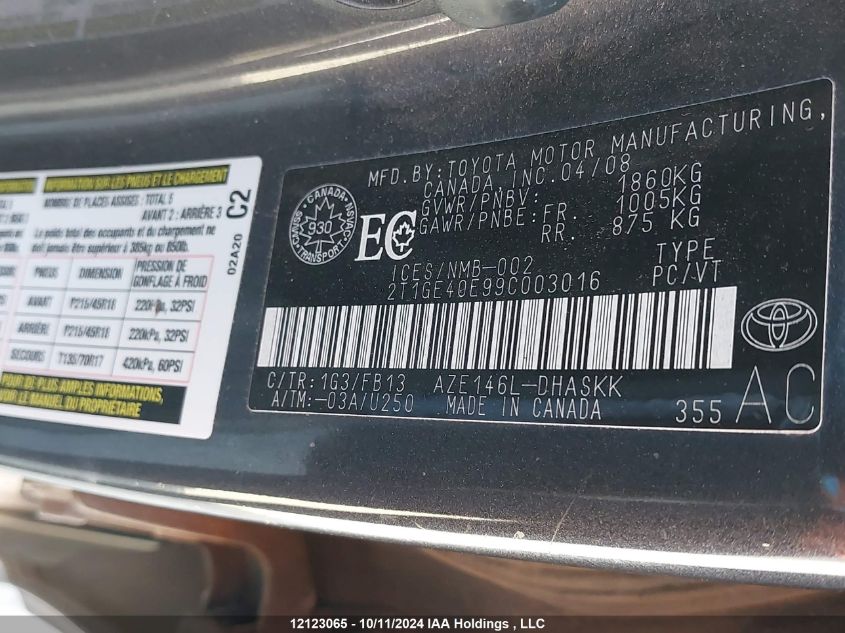 INFORMATION SUR LES PNEUS ET LE CHARGEMENT
NOMBRE DE PLACES ASSISES: TOTAL 5
AVANT 2 : ARRIÈRE 3
Le poids total des occupants et du chargement ne
doit jamais être supérieur à 385kg ou 850lb.
PNEUS DIMENSION PRESSION DE GONFLAGE À FROID
AVANT P215/45R18 220kPa, 32PSI
ARRIÈRE P215/45R18 220kPa, 32PSI
SECOURS T135/70R17 420kPa, 60PSI
POUR DE PLUS AMPLES INFORMATIONS,
VOIR LE MANUEL DU PROPRIÉTAIRE
02A20 C2
MFD.BY:TOYOTA MOTOR MANUFACTURING,
CANADA, INC.04/08
GVWR/PNBV: 1860KG
GAWR/PNBE: FR. 1005KG
RR. 875 KG
CANADA
930
NSVAC
NSVMC
EC
ICES/NMB-002
2T1GE40E99C003016
TYPE
PC/VT
C/TR: 1G3/FB13 AZE146L-DHASKK
A/TM:-03A/U250 MADE IN CANADA
355 AC
12123065 - 10/11/2024 IAA Holdings , LLC